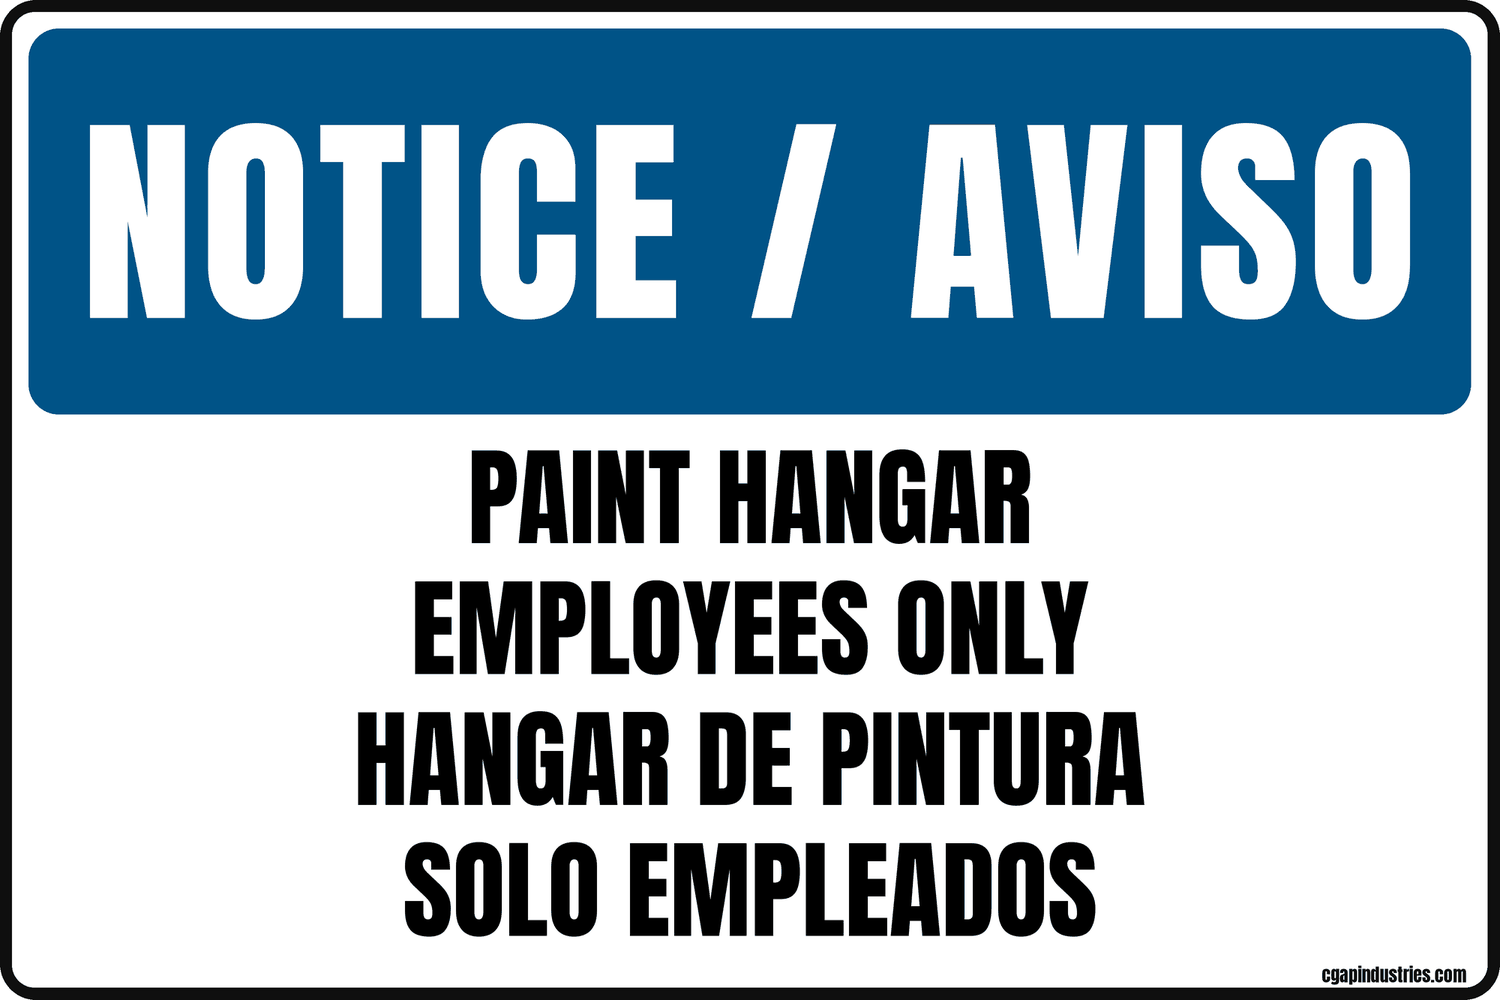 NOTICE / AVISO
PAINT HANGAR
EMPLOYEES ONLY
HANGAR DE PINTURA
SOLO EMPLEADOS
cgapindustries.com